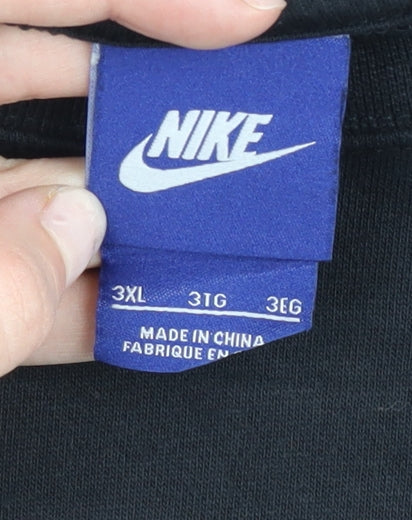 NIKE
3XL 3TG 3EG
MADE IN CHINA
FABRIQUE EN